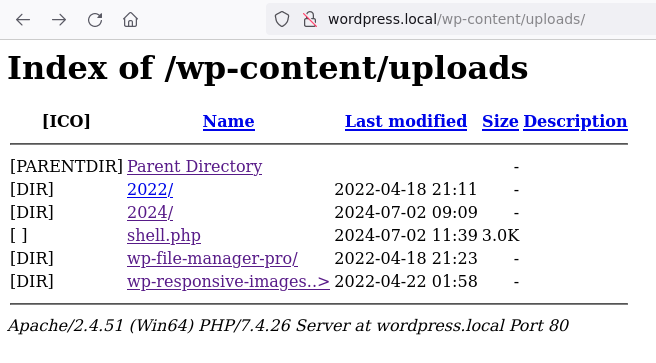 wordpress.local/wp-content/uploads/
Index of /wp-content/uploads
[ICO] Name Last modified Size Description
[PARENTDIR] Parent Directory -
[DIR] 2022/ 2022-04-18 21:11 -
[DIR] 2024/ 2024-07-02 09:09 -
[ ] shell.php 2024-07-02 11:39 3.0K
[DIR] wp-file-manager-pro/ 2022-04-18 21:23 -
[DIR] wp-responsive-images..> 2022-04-22 01:58 -
Apache/2.4.51 (Win64) PHP/7.4.26 Server at wordpress.local Port 80